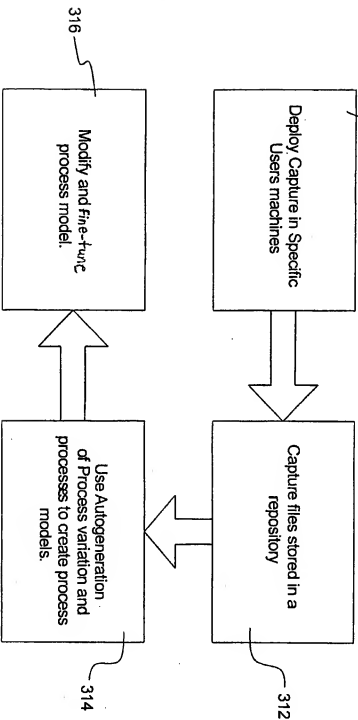 Deploy Capture in Specific
Users machines
Capture files stored in a
repository
312
Use Autogeneration
of Process variation and
processes to create process
models.
314
Modify and fine-tune
process model.
316